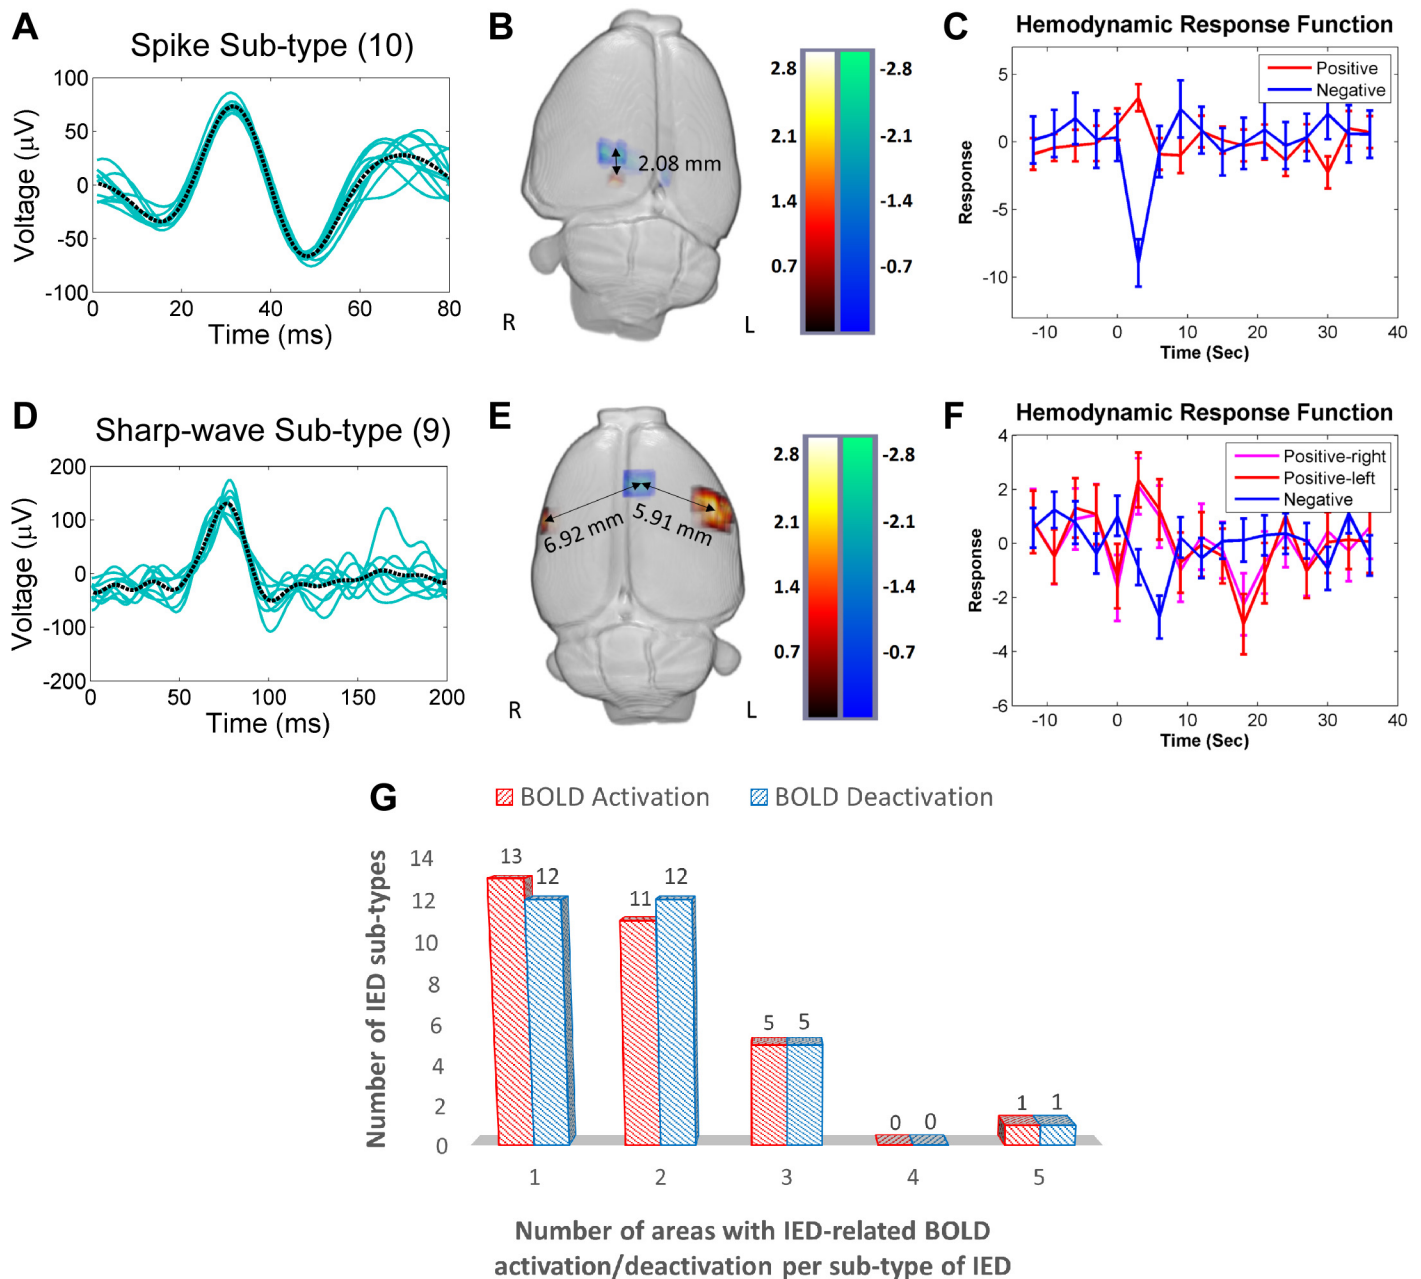 A
Spike Sub-type (10)
100
50
0
-50
-100
Voltage (µV)
0 20 40 60 80
Time (ms)
B
2.08 mm
R
L
2.8
2.1
1.4
0.7
-2.8
-2.1
-1.4
-0.7
C
Hemodynamic Response Function
Positive
Negative
5
0
-5
-10
Response
-10 0 10 20 30 40
Time (Sec)
D
Sharp-wave Sub-type (9)
200
100
0
-100
-200
Voltage (µV)
0 50 100 150 200
Time (ms)
E
6.92 mm
5.91 mm
R
L
2.8
2.1
1.4
0.7
-2.8
-2.1
-1.4
-0.7
F
Hemodynamic Response Function
Positive-right
Positive-left
Negative
4
2
0
-2
-4
-6
Response
-10 0 10 20 30 40
Time (Sec)
G
BOLD Activation
BOLD Deactivation
Number of IED sub-types
14
12
10
8
6
4
2
0
13 12 11 12 5 5 0 0 1 1
1 2 3 4 5
Number of areas with IED-related BOLD
activation/deactivation per sub-type of IED